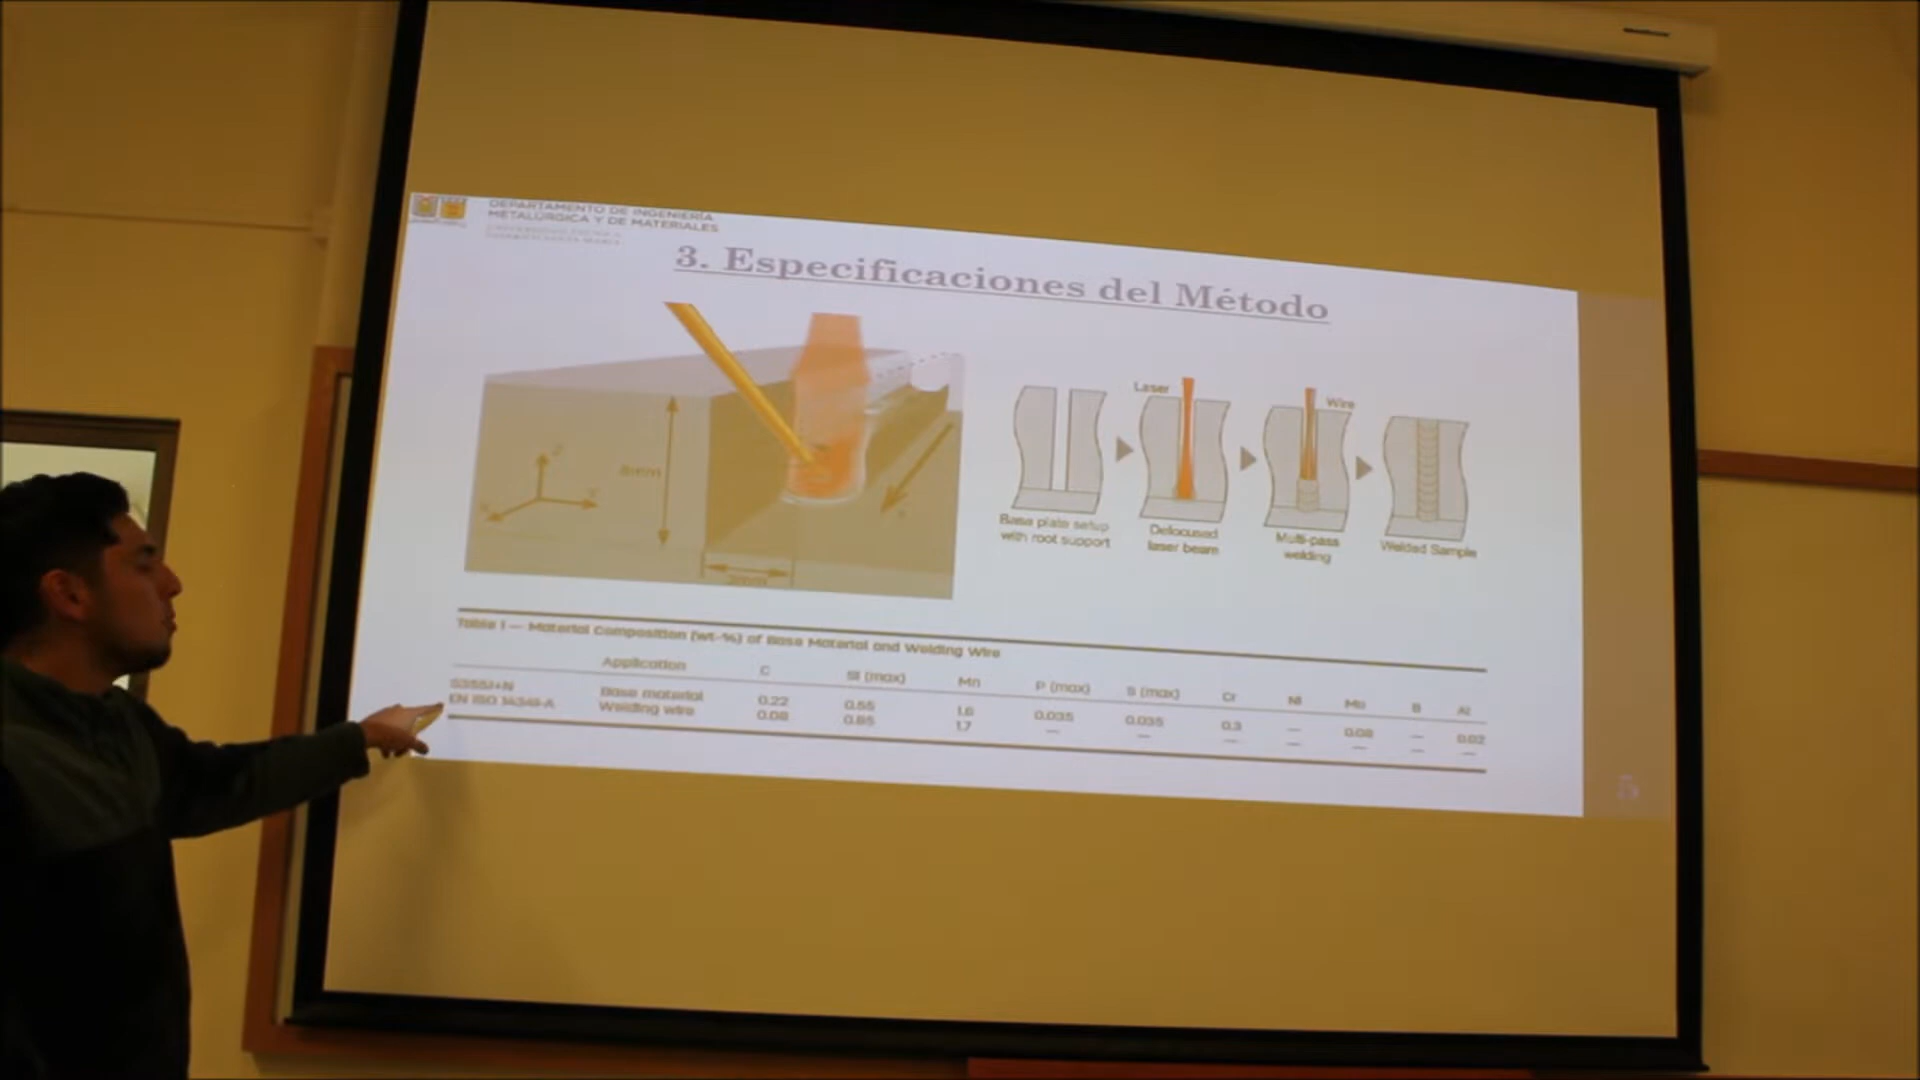 DEPARTAMENTO DE INGENIERÍA
METALÚRGICA Y DE MATERIALES
3. Especificaciones del Método
8mm
2mm
Laser
Wire
Base plate setup
with root support
Defocused
laser beam
Multi-pass
welding
Welded Sample
Table I — Material Composition (wt-%) of Base Material and Welding Wire
Application C Si (max) Mn P (max) S (max) Cr Ni Mo B Al
Base material 0.22 0.55 1.6 0.035 0.035 0.3 — 0.08 — 0.02
EN ISO Welding wire 0.08 0.85 1.7 — — — — — — —
5